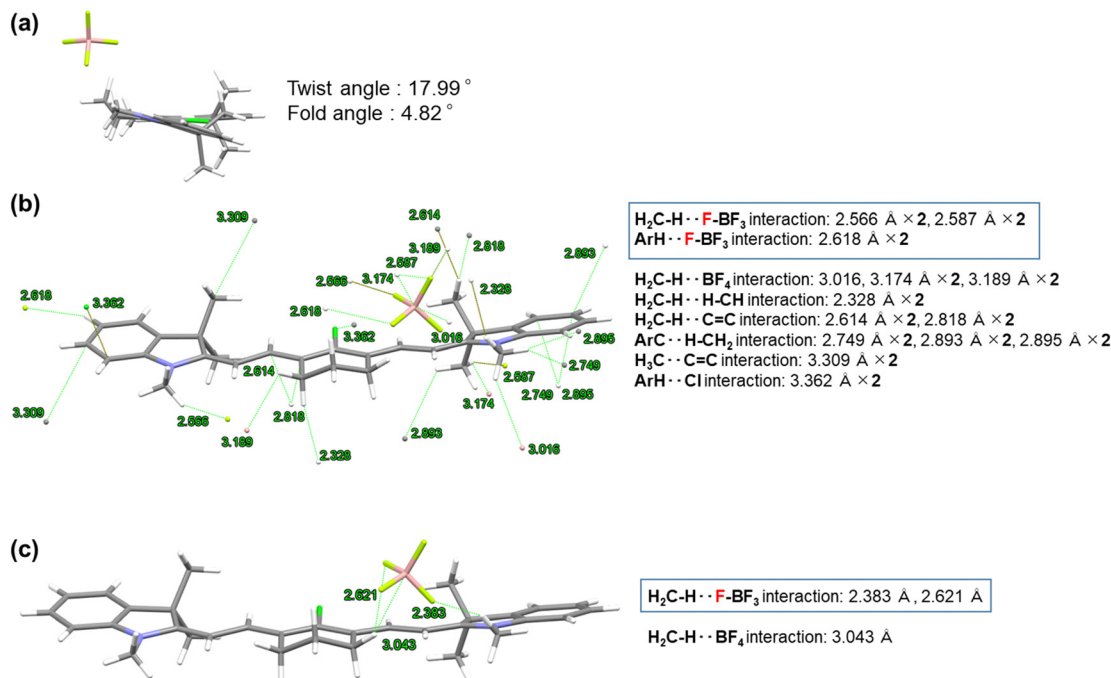 (a)
Twist angle : 17.99°
Fold angle : 4.82°
(b)
3.309
2.614
3.189
2.818
2.893
2.587
3.174
2.566
2.328
2.618
3.362
2.618
3.362
3.016
2.895
2.749
2.614
2.587
2.749
2.895
3.174
3.309
2.566
2.818
3.189
2.893
3.016
2.328
H₂C-H··F-BF₃ interaction: 2.566 Å ×2, 2.587 Å ×2
ArH··F-BF₃ interaction: 2.618 Å ×2
H₂C-H··BF₄ interaction: 3.016, 3.174 Å ×2, 3.189 Å ×2
H₂C-H··H-CH interaction: 2.328 Å ×2
H₂C-H··C=C interaction: 2.614 Å ×2, 2.818 Å ×2
ArC··H-CH₂ interaction: 2.749 Å ×2, 2.893 Å ×2, 2.895 Å ×2
H₃C··C=C interaction: 3.309 Å ×2
ArH··Cl interaction: 3.362 Å ×2
(c)
2.621
2.383
3.043
H₂C-H··F-BF₃ interaction: 2.383 Å, 2.621 Å
H₂C-H··BF₄ interaction: 3.043 Å